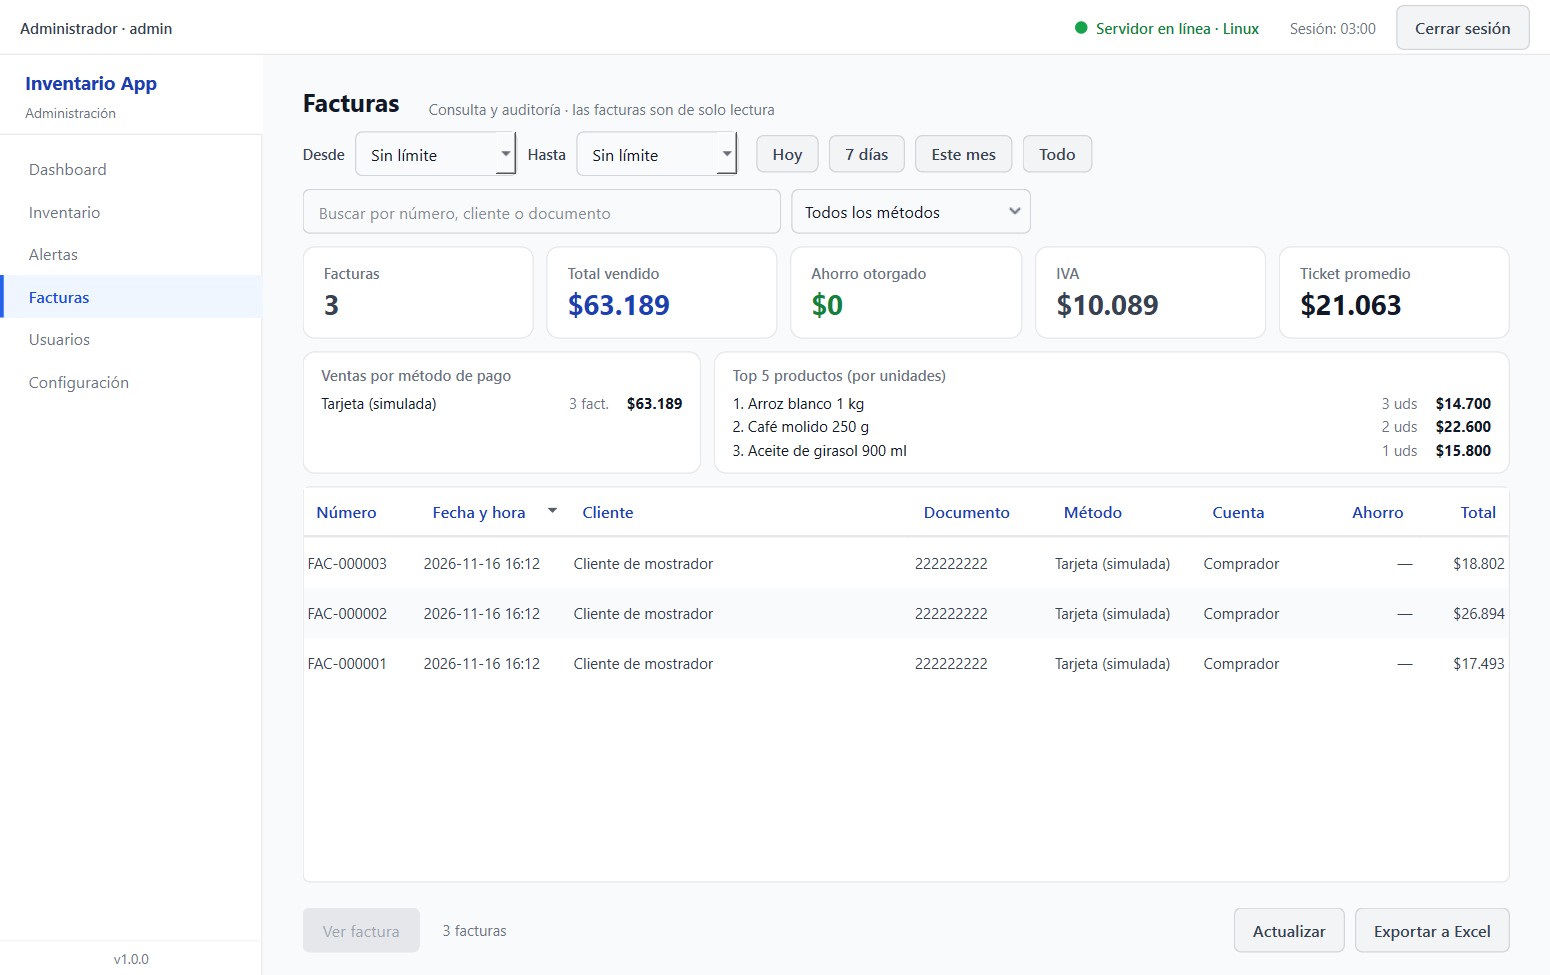 Administrador · admin
Servidor en línea · Linux
Sesión: 03:00
Cerrar sesión
Inventario App
Administración
Dashboard
Inventario
Alertas
Facturas
Usuarios
Configuración
v1.0.0
Facturas
Consulta y auditoría · las facturas son de solo lectura
Desde
Sin límite
Hasta
Sin límite
Hoy
7 días
Este mes
Todo
Buscar por número, cliente o documento
Todos los métodos
Facturas
3
Total vendido
$63.189
Ahorro otorgado
$0
IVA
$10.089
Ticket promedio
$21.063
Ventas por método de pago
Tarjeta (simulada) 3 fact. $63.189
Top 5 productos (por unidades)
1. Arroz blanco 1 kg 3 uds $14.700
2. Café molido 250 g 2 uds $22.600
3. Aceite de girasol 900 ml 1 uds $15.800
Número Fecha y hora Cliente Documento Método Cuenta Ahorro Total
FAC-000003 2026-11-16 16:12 Cliente de mostrador 222222222 Tarjeta (simulada) Comprador — $18.802
FAC-000002 2026-11-16 16:12 Cliente de mostrador 222222222 Tarjeta (simulada) Comprador — $26.894
FAC-000001 2026-11-16 16:12 Cliente de mostrador 222222222 Tarjeta (simulada) Comprador — $17.493
Ver factura
3 facturas
Actualizar
Exportar a Excel